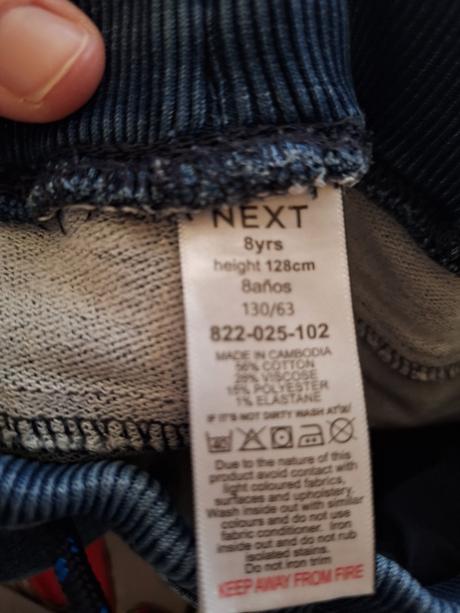 NEXT
8yrs
height 128cm
8años
130/63
822-025-102
MADE IN CAMBODIA
56% COTTON
28% VISCOSE
15% POLYESTER
1% ELASTANE
IF IT'S NOT DIRTY WASH AT
Due to the nature of this
product avoid contact with
light coloured fabrics,
surfaces and upholstery.
Wash inside out with similar
colours and do not use
fabric conditioner. Iron
inside out and do not rub
isolated stains.
Do not iron trim
KEEP AWAY FROM FIRE